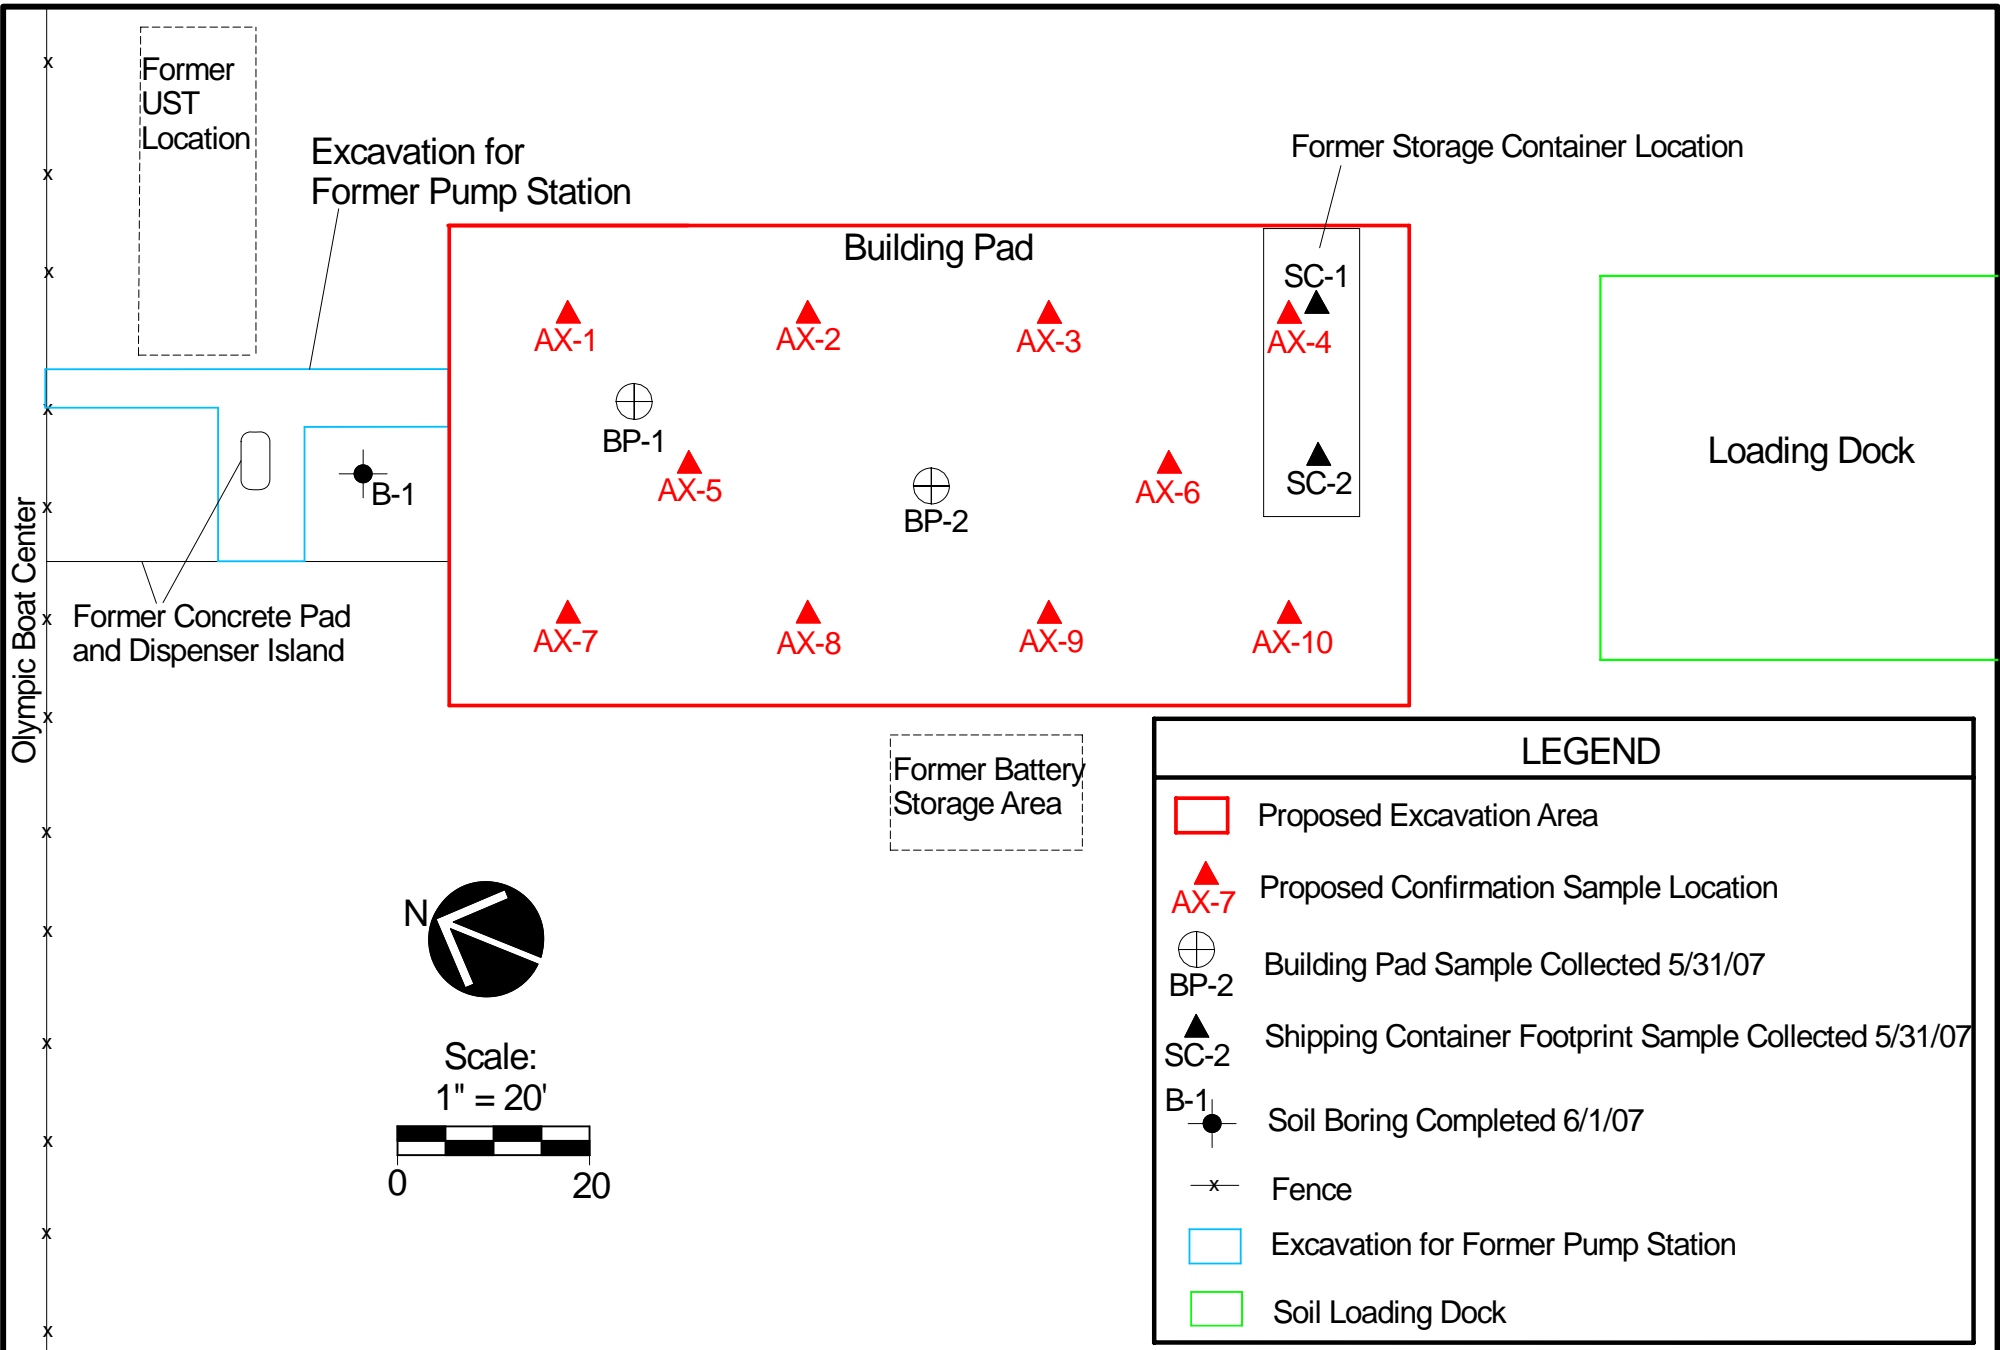 Former
UST
Location
Excavation for
Former Pump Station
Former Storage Container Location
Building Pad
SC-1
AX-1
AX-2
AX-3
AX-4
BP-1
B-1
AX-5
BP-2
AX-6
SC-2
Loading Dock
Olympic Boat Center
Former Concrete Pad
and Dispenser Island
AX-7
AX-8
AX-9
AX-10
Former Battery
Storage Area
N
Scale:
1" = 20'
0 20
LEGEND
Proposed Excavation Area
AX-7 Proposed Confirmation Sample Location
BP-2 Building Pad Sample Collected 5/31/07
SC-2 Shipping Container Footprint Sample Collected 5/31/07
B-1 Soil Boring Completed 6/1/07
x Fence
Excavation for Former Pump Station
Soil Loading Dock